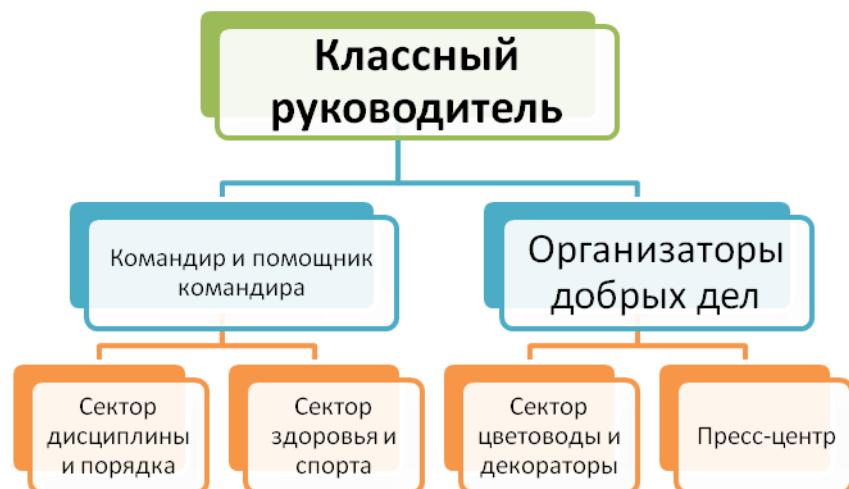 Классный
руководитель
Командир и помощник
командира
Организаторы
добрых дел
Сектор
дисциплины
и порядка
Сектор
здоровья и
спорта
Сектор
цветоводы и
декораторы
Пресс-центр